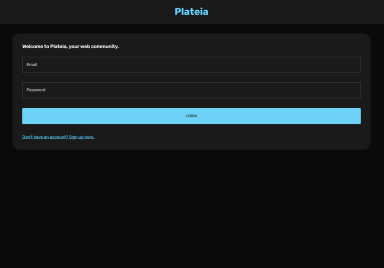 Plateia
Welcome to Plateia, your web community.
Email
Password
LOGIN
Don't have an account? Sign up here.